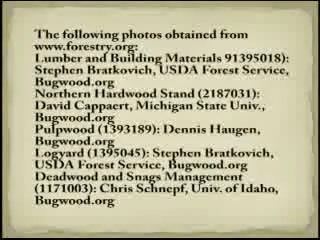 The following photos obtained from
www.forestry.org:
Lumber and Building Materials 91395018):
Stephen Bratkovich, USDA Forest Service,
Bugwood.org
Northern Hardwood Stand (2187031):
David Cappaert, Michigan State Univ.,
Bugwood.org
Pulpwood (1393189): Dennis Haugen,
Bugwood.org
Logyard (1395045): Stephen Bratkovich,
USDA Forest Service, Bugwood.org
Deadwood and Snags Management
(1171003): Chris Schnepf, Univ. of Idaho,
Bugwood.org